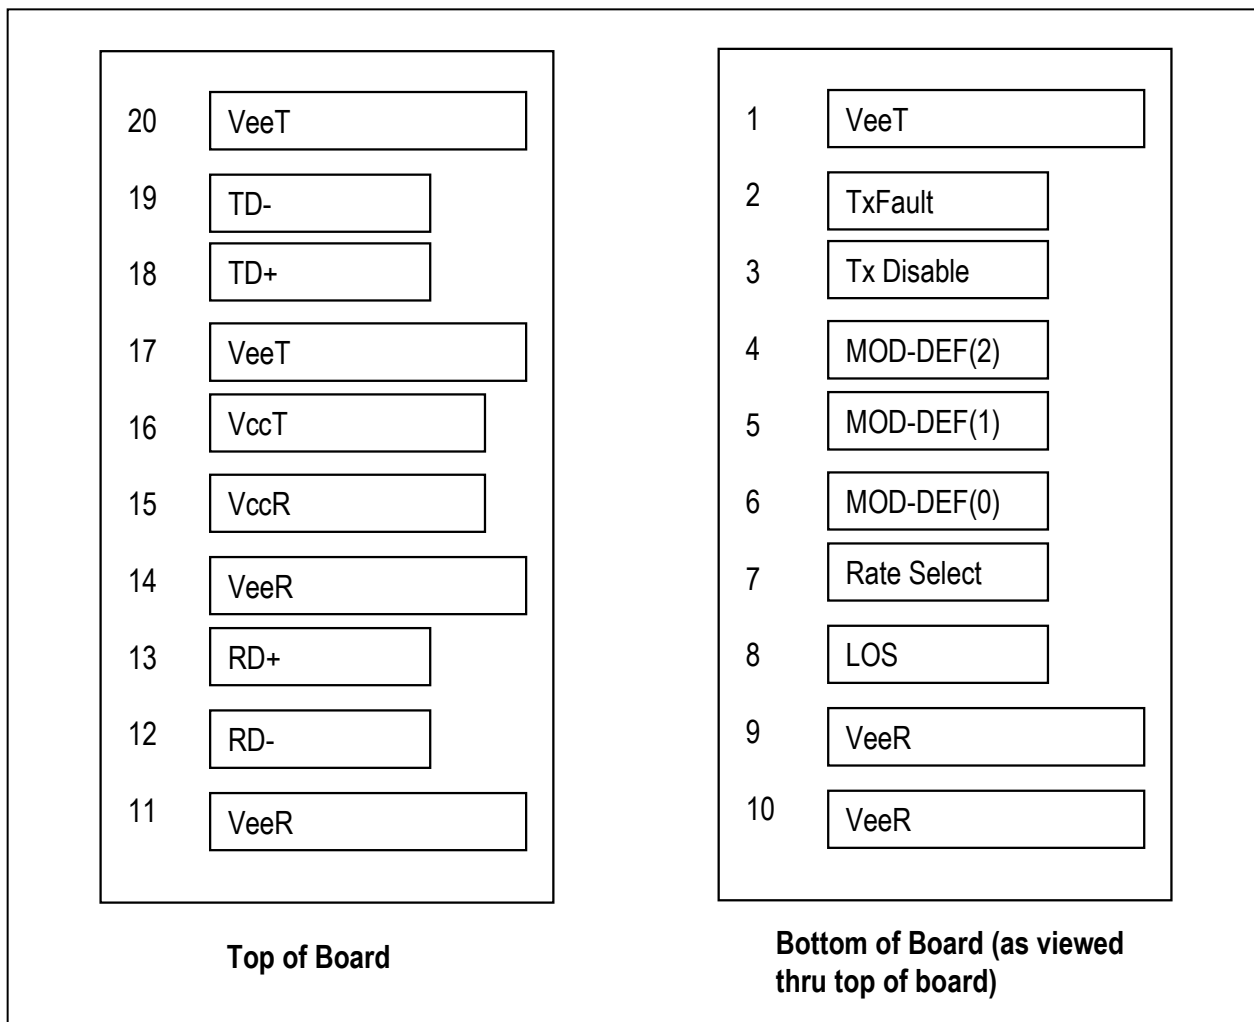 20 VeeT
19 TD-
18 TD+
17 VeeT
16 VccT
15 VccR
14 VeeR
13 RD+
12 RD-
11 VeeR
Top of Board
1 VeeT
2 TxFault
3 Tx Disable
4 MOD-DEF(2)
5 MOD-DEF(1)
6 MOD-DEF(0)
7 Rate Select
8 LOS
9 VeeR
10 VeeR
Bottom of Board (as viewed
thru top of board)